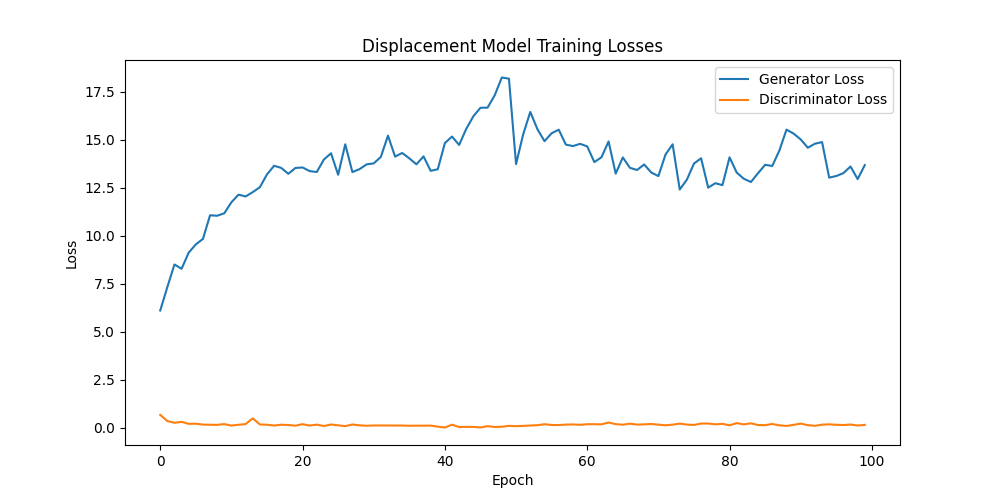 Displacement Model Training Losses
Generator Loss
Discriminator Loss
17.5
15.0
12.5
10.0
7.5
5.0
2.5
0.0
Loss
0 20 40 60 80 100
Epoch